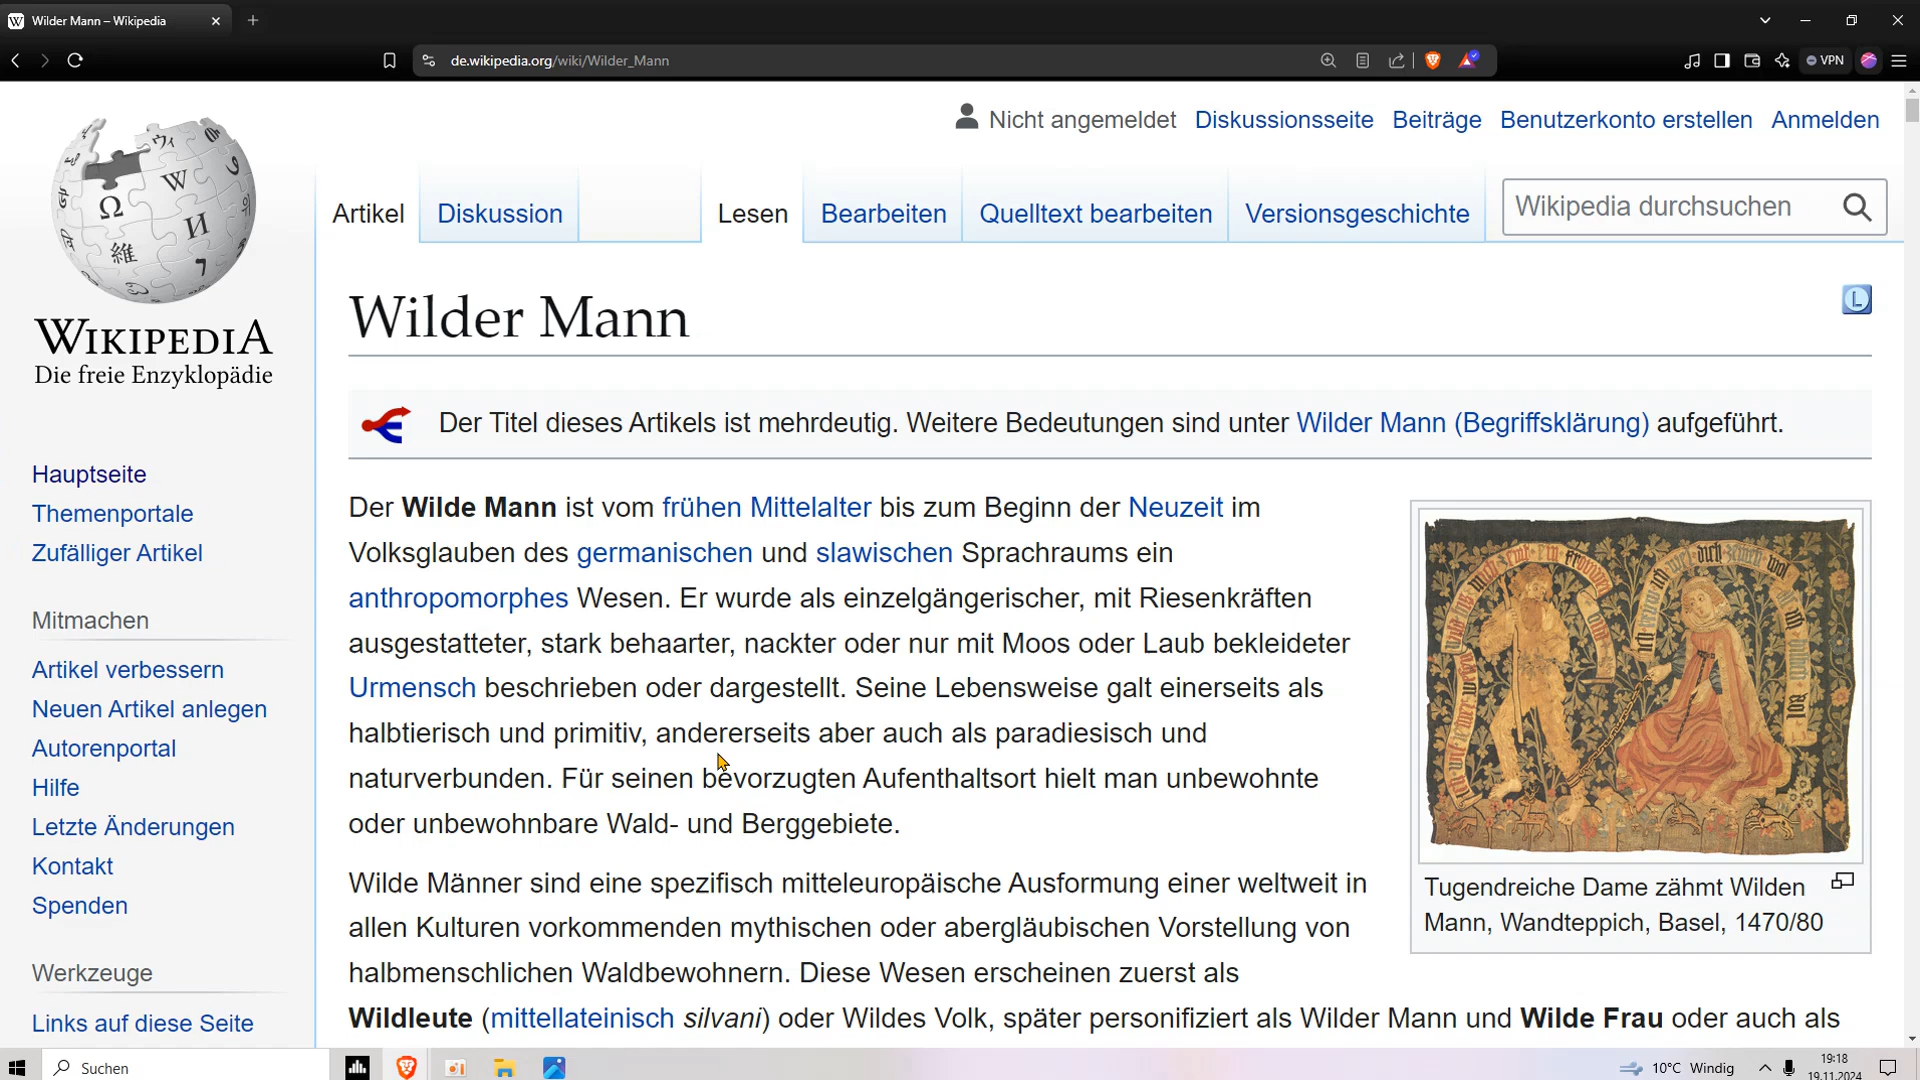 Wilder Mann – Wikipedia
de.wikipedia.org/wiki/Wilder_Mann
VPN
Nicht angemeldet Diskussionsseite Beiträge Benutzerkonto erstellen Anmelden
Artikel Diskussion Lesen Bearbeiten Quelltext bearbeiten Versionsgeschichte Wikipedia durchsuchen
WIKIPEDIA
Die freie Enzyklopädie
Hauptseite
Themenportale
Zufälliger Artikel
Mitmachen
Artikel verbessern
Neuen Artikel anlegen
Autorenportal
Hilfe
Letzte Änderungen
Kontakt
Spenden
Werkzeuge
Links auf diese Seite
Wilder Mann
Der Titel dieses Artikels ist mehrdeutig. Weitere Bedeutungen sind unter Wilder Mann (Begriffsklärung) aufgeführt.
Der Wilde Mann ist vom frühen Mittelalter bis zum Beginn der Neuzeit im
Volksglauben des germanischen und slawischen Sprachraums ein
anthropomorphes Wesen. Er wurde als einzelgängerischer, mit Riesenkräften
ausgestatteter, stark behaarter, nackter oder nur mit Moos oder Laub bekleideter
Urmensch beschrieben oder dargestellt. Seine Lebensweise galt einerseits als
halbtierisch und primitiv, andererseits aber auch als paradiesisch und
naturverbunden. Für seinen bevorzugten Aufenthaltsort hielt man unbewohnte
oder unbewohnbare Wald- und Berggebiete.
Wilde Männer sind eine spezifisch mitteleuropäische Ausformung einer weltweit in
allen Kulturen vorkommenden mythischen oder abergläubischen Vorstellung von
halbmenschlichen Waldbewohnern. Diese Wesen erscheinen zuerst als
Wildleute (mittellateinisch silvani) oder Wildes Volk, später personifiziert als Wilder Mann und Wilde Frau oder auch als
Tugendreiche Dame zähmt Wilden
Mann, Wandteppich, Basel, 1470/80
Suchen
10°C Windig
19:18
19.11.2024